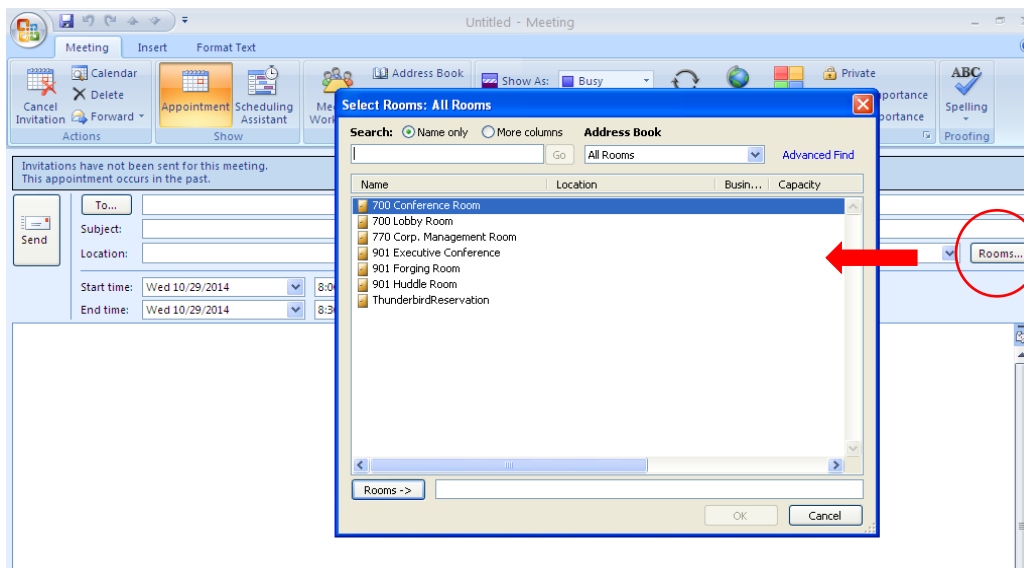 Untitled - Meeting
Meeting Insert Format Text
Calendar
Delete
Forward
Cancel Invitation
Actions
Appointment
Scheduling Assistant
Show
Address Book
Show As: Busy
Private
Spelling
Proofing
Invitations have not been sent for this meeting.
This appointment occurs in the past.
Send
To...
Subject:
Location:
Rooms...
Start time: Wed 10/29/2014
End time: Wed 10/29/2014
Select Rooms: All Rooms
Search: Name only More columns Address Book
Go All Rooms Advanced Find
Name Location Busin... Capacity
700 Conference Room
700 Lobby Room
770 Corp. Management Room
901 Executive Conference
901 Forging Room
901 Huddle Room
ThunderbirdReservation
Rooms ->
OK Cancel